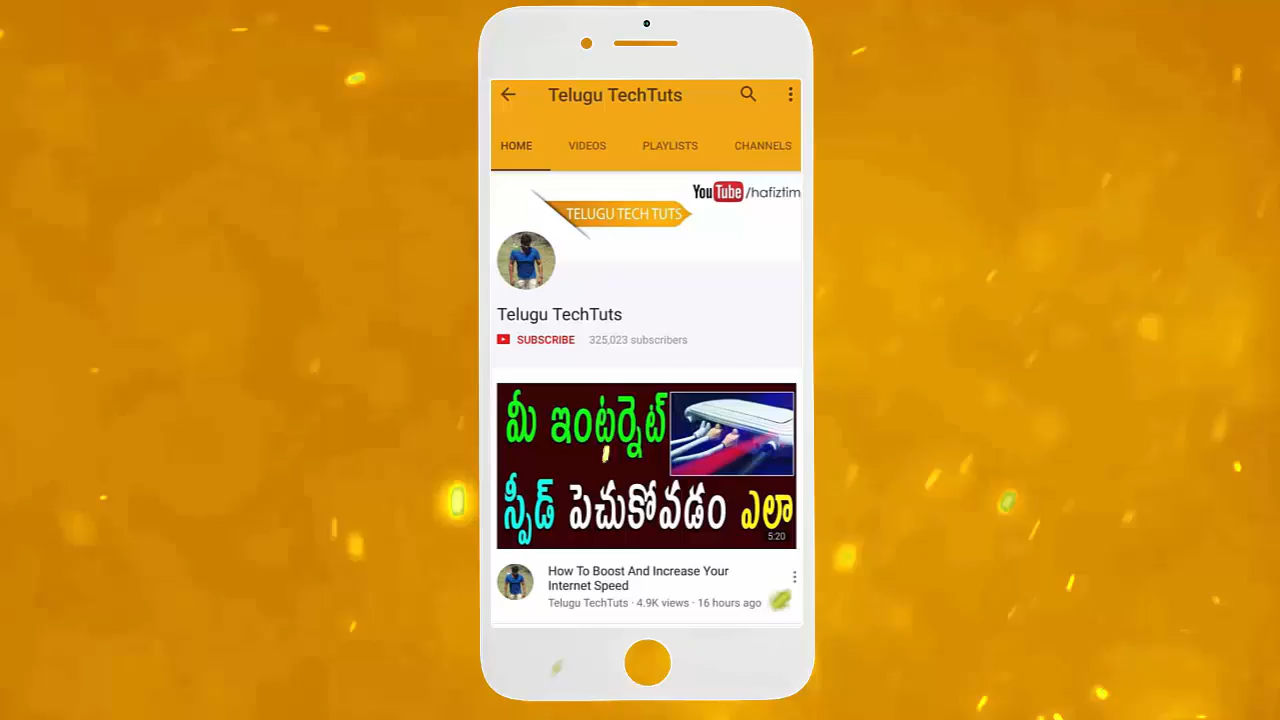 Telugu TechTuts
HOME VIDEOS PLAYLISTS CHANNELS
YouTube /hafiztim
TELUGU TECH TUTS
Telugu TechTuts
SUBSCRIBE 325,023 subscribers
మీ ఇంటర్నెట్
స్పీడ్ పెచుకోవడం ఎలా
5:20
How To Boost And Increase Your
Internet Speed
Telugu TechTuts · 4.9K views · 16 hours ago